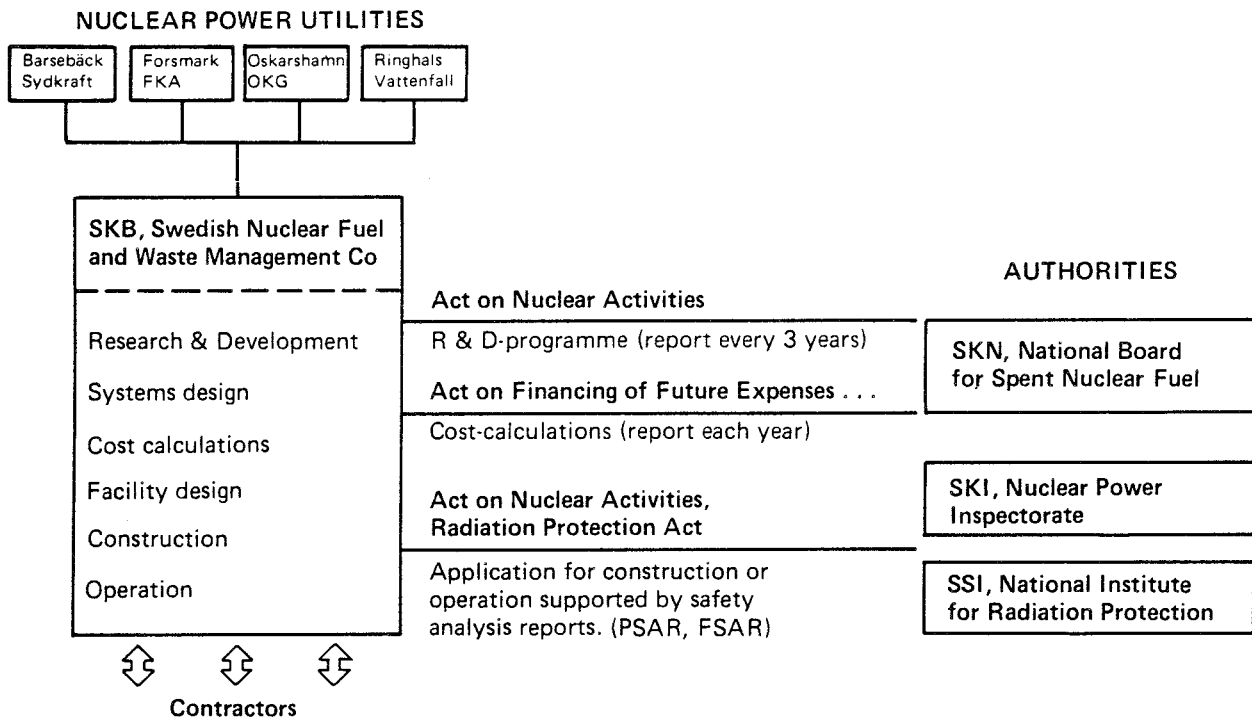 NUCLEAR POWER UTILITIES
Barsebäck
Sydkraft
Forsmark
FKA
Oskarshamn
OKG
Ringhals
Vattenfall
SKB, Swedish Nuclear Fuel
and Waste Management Co
Research & Development
Systems design
Cost calculations
Facility design
Construction
Operation
Contractors
Act on Nuclear Activities
R & D-programme (report every 3 years)
Act on Financing of Future Expenses . . .
Cost-calculations (report each year)
Act on Nuclear Activities,
Radiation Protection Act
Application for construction or
operation supported by safety
analysis reports. (PSAR, FSAR)
AUTHORITIES
SKN, National Board
for Spent Nuclear Fuel
SKI, Nuclear Power
Inspectorate
SSI, National Institute
for Radiation Protection